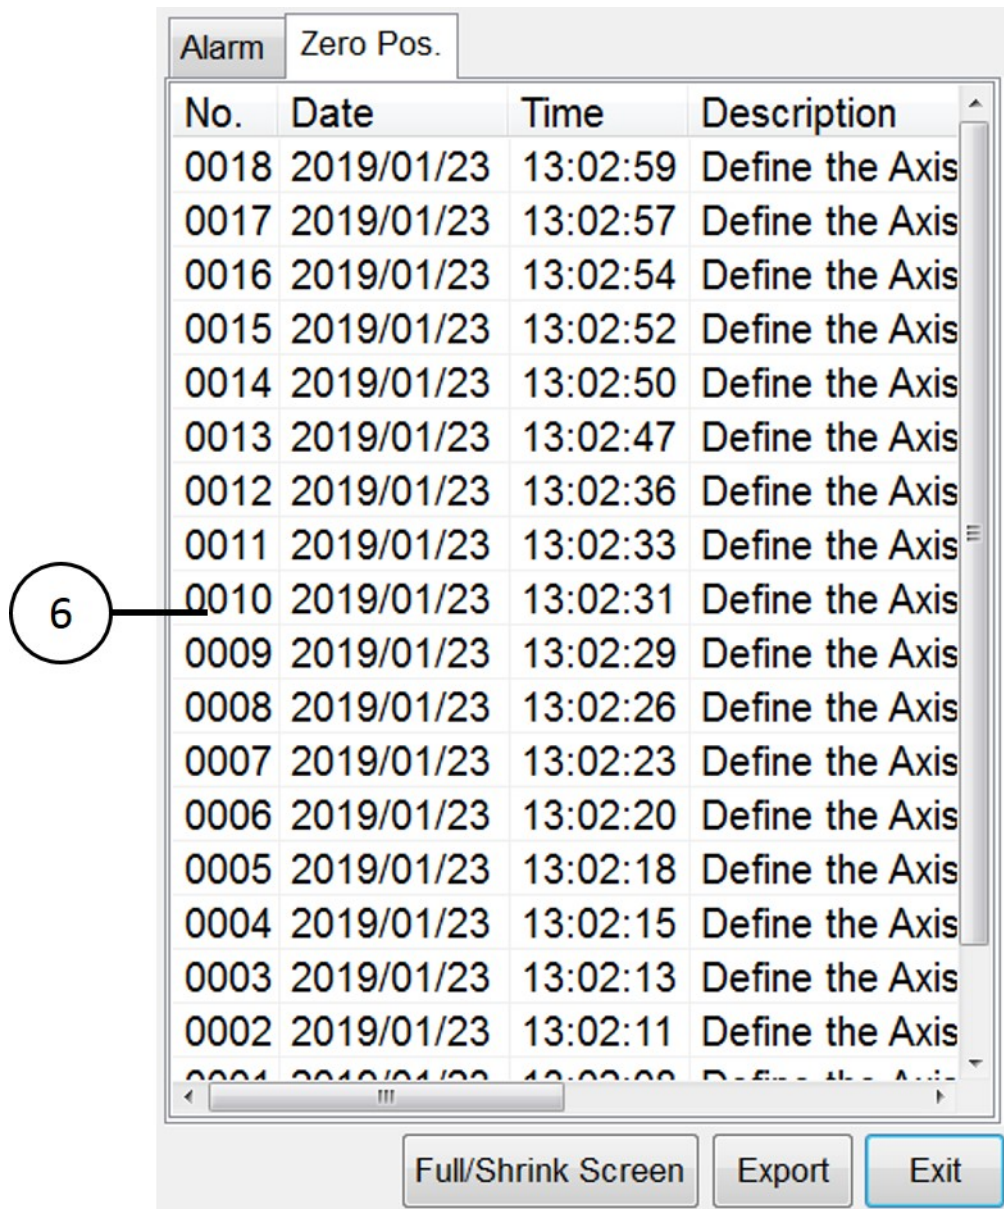 Alarm Zero Pos.
No. Date Time Description
0018 2019/01/23 13:02:59 Define the Axis
0017 2019/01/23 13:02:57 Define the Axis
0016 2019/01/23 13:02:54 Define the Axis
0015 2019/01/23 13:02:52 Define the Axis
0014 2019/01/23 13:02:50 Define the Axis
0013 2019/01/23 13:02:47 Define the Axis
0012 2019/01/23 13:02:36 Define the Axis
0011 2019/01/23 13:02:33 Define the Axis
6 0010 2019/01/23 13:02:31 Define the Axis
0009 2019/01/23 13:02:29 Define the Axis
0008 2019/01/23 13:02:26 Define the Axis
0007 2019/01/23 13:02:23 Define the Axis
0006 2019/01/23 13:02:20 Define the Axis
0005 2019/01/23 13:02:18 Define the Axis
0004 2019/01/23 13:02:15 Define the Axis
0003 2019/01/23 13:02:13 Define the Axis
0002 2019/01/23 13:02:11 Define the Axis
Full/Shrink Screen Export Exit